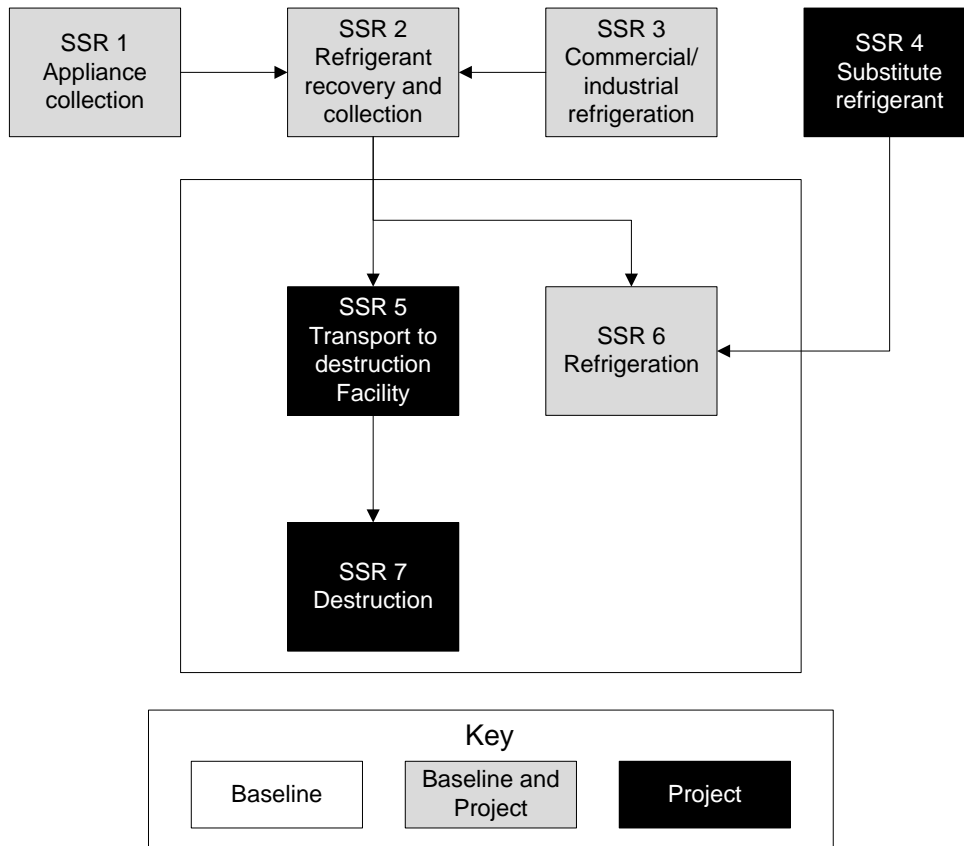 SSR 1
Appliance
collection
SSR 2
Refrigerant
recovery and
collection
SSR 3
Commercial/
industrial
refrigeration
SSR 4
Substitute
refrigerant
SSR 5
Transport to
destruction
Facility
SSR 6
Refrigeration
SSR 7
Destruction
Key
Baseline
Baseline and
Project
Project